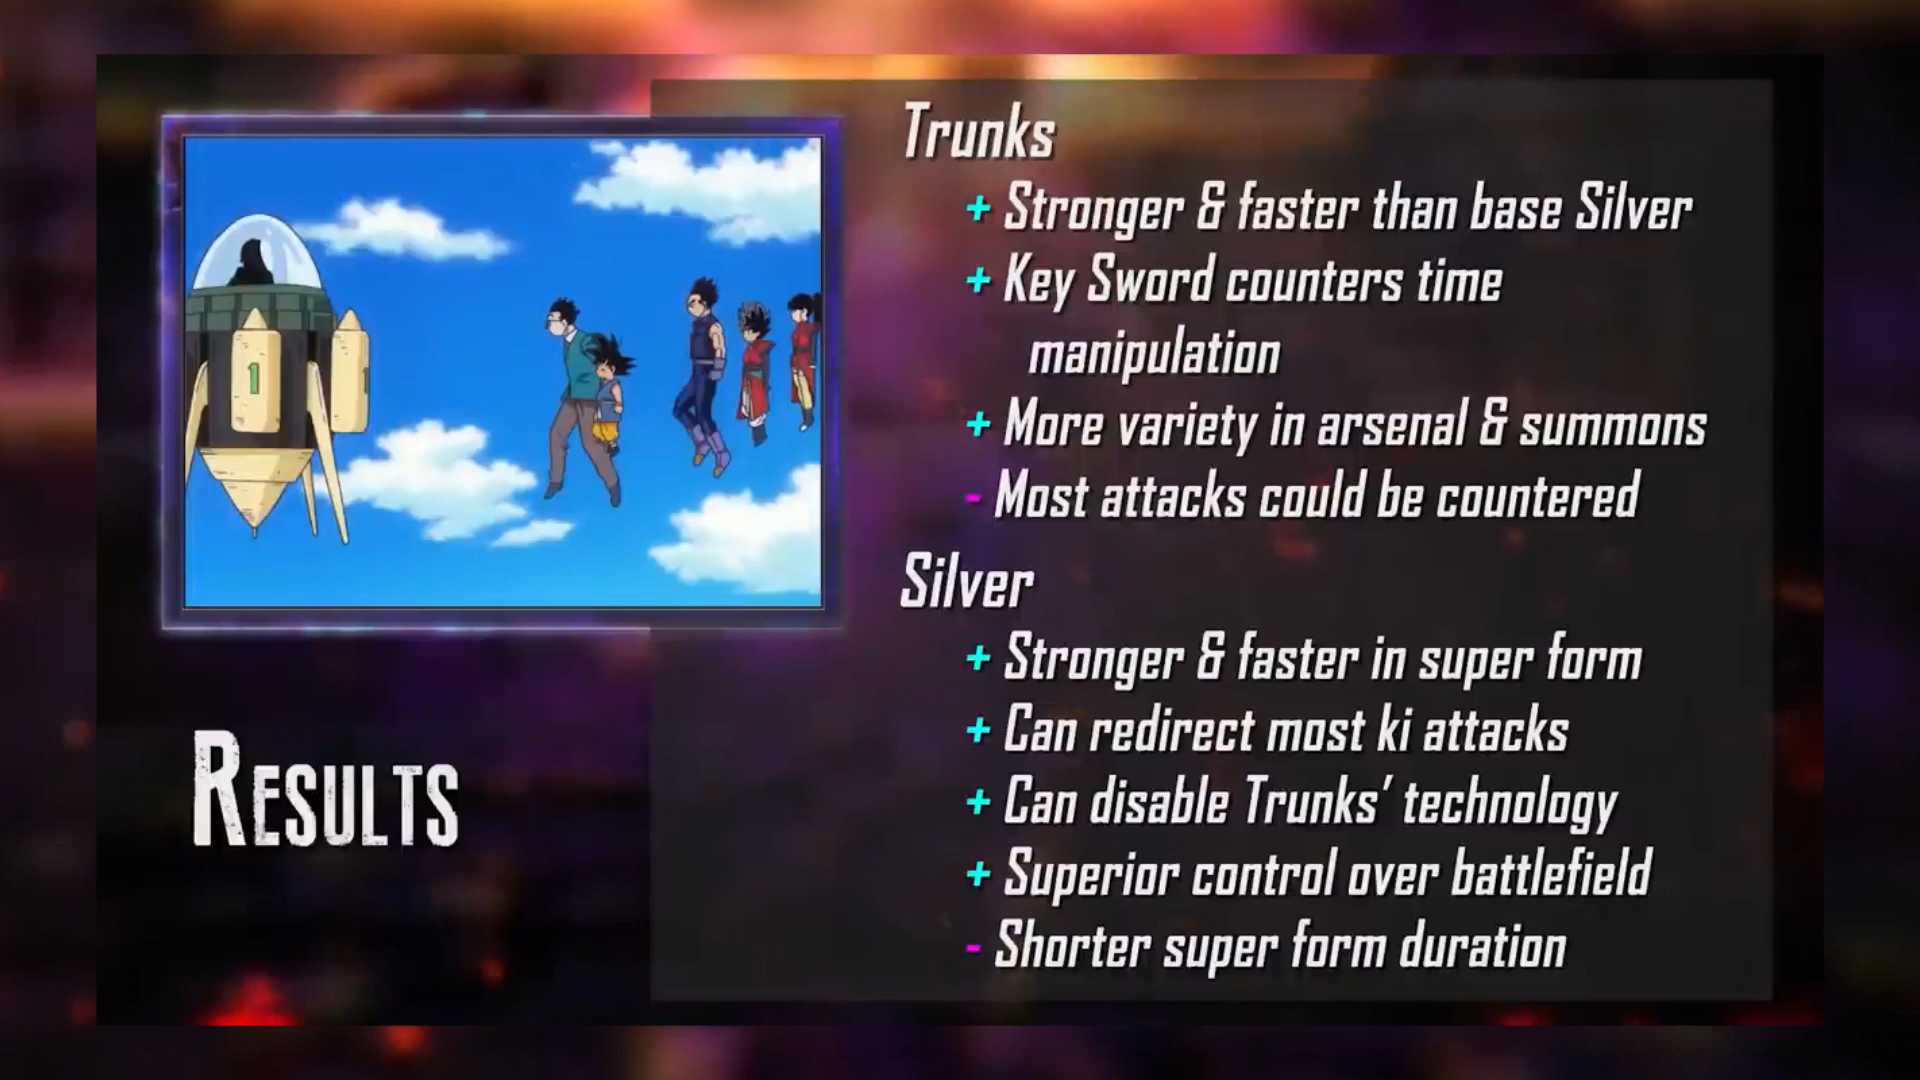 Trunks
+ Stronger & faster than base Silver
+ Key Sword counters time
manipulation
+ More variety in arsenal & summons
- Most attacks could be countered
Silver
+ Stronger & faster in super form
+ Can redirect most ki attacks
+ Can disable Trunks' technology
+ Superior control over battlefield
- Shorter super form duration
RESULTS
1
1